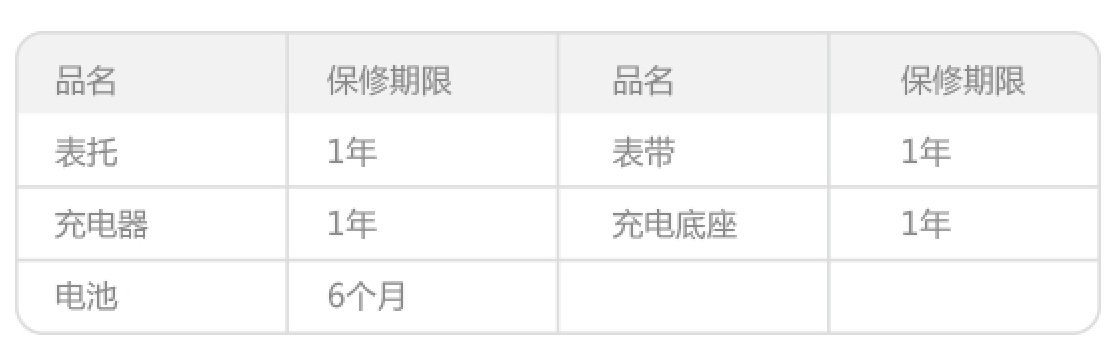 品名 保修期限 品名 保修期限
表托 1年 表带 1年
充电器 1年 充电底座 1年
电池 6个月